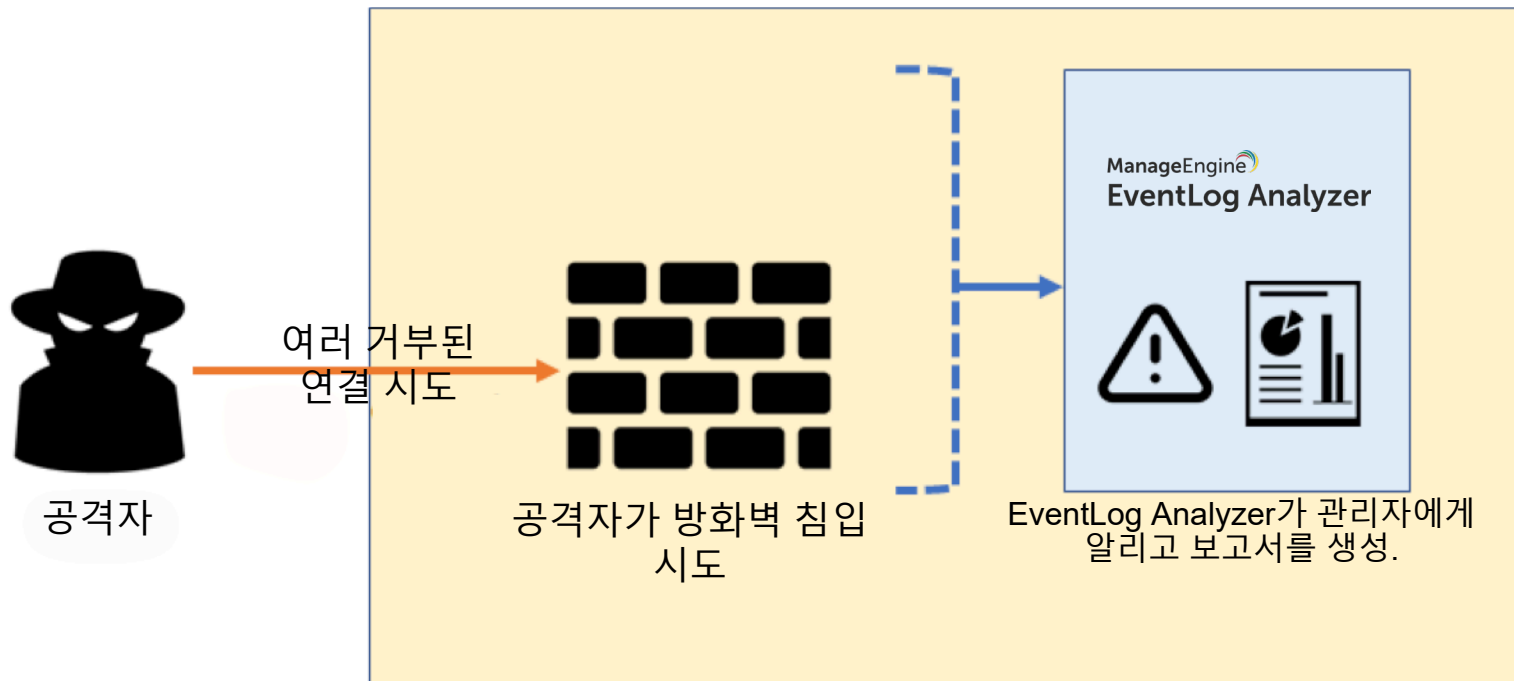 ManageEngine
EventLog Analyzer
여러 거부된
연결 시도
공격자
공격자가 방화벽 침입
시도
EventLog Analyzer가 관리자에게
알리고 보고서를 생성.